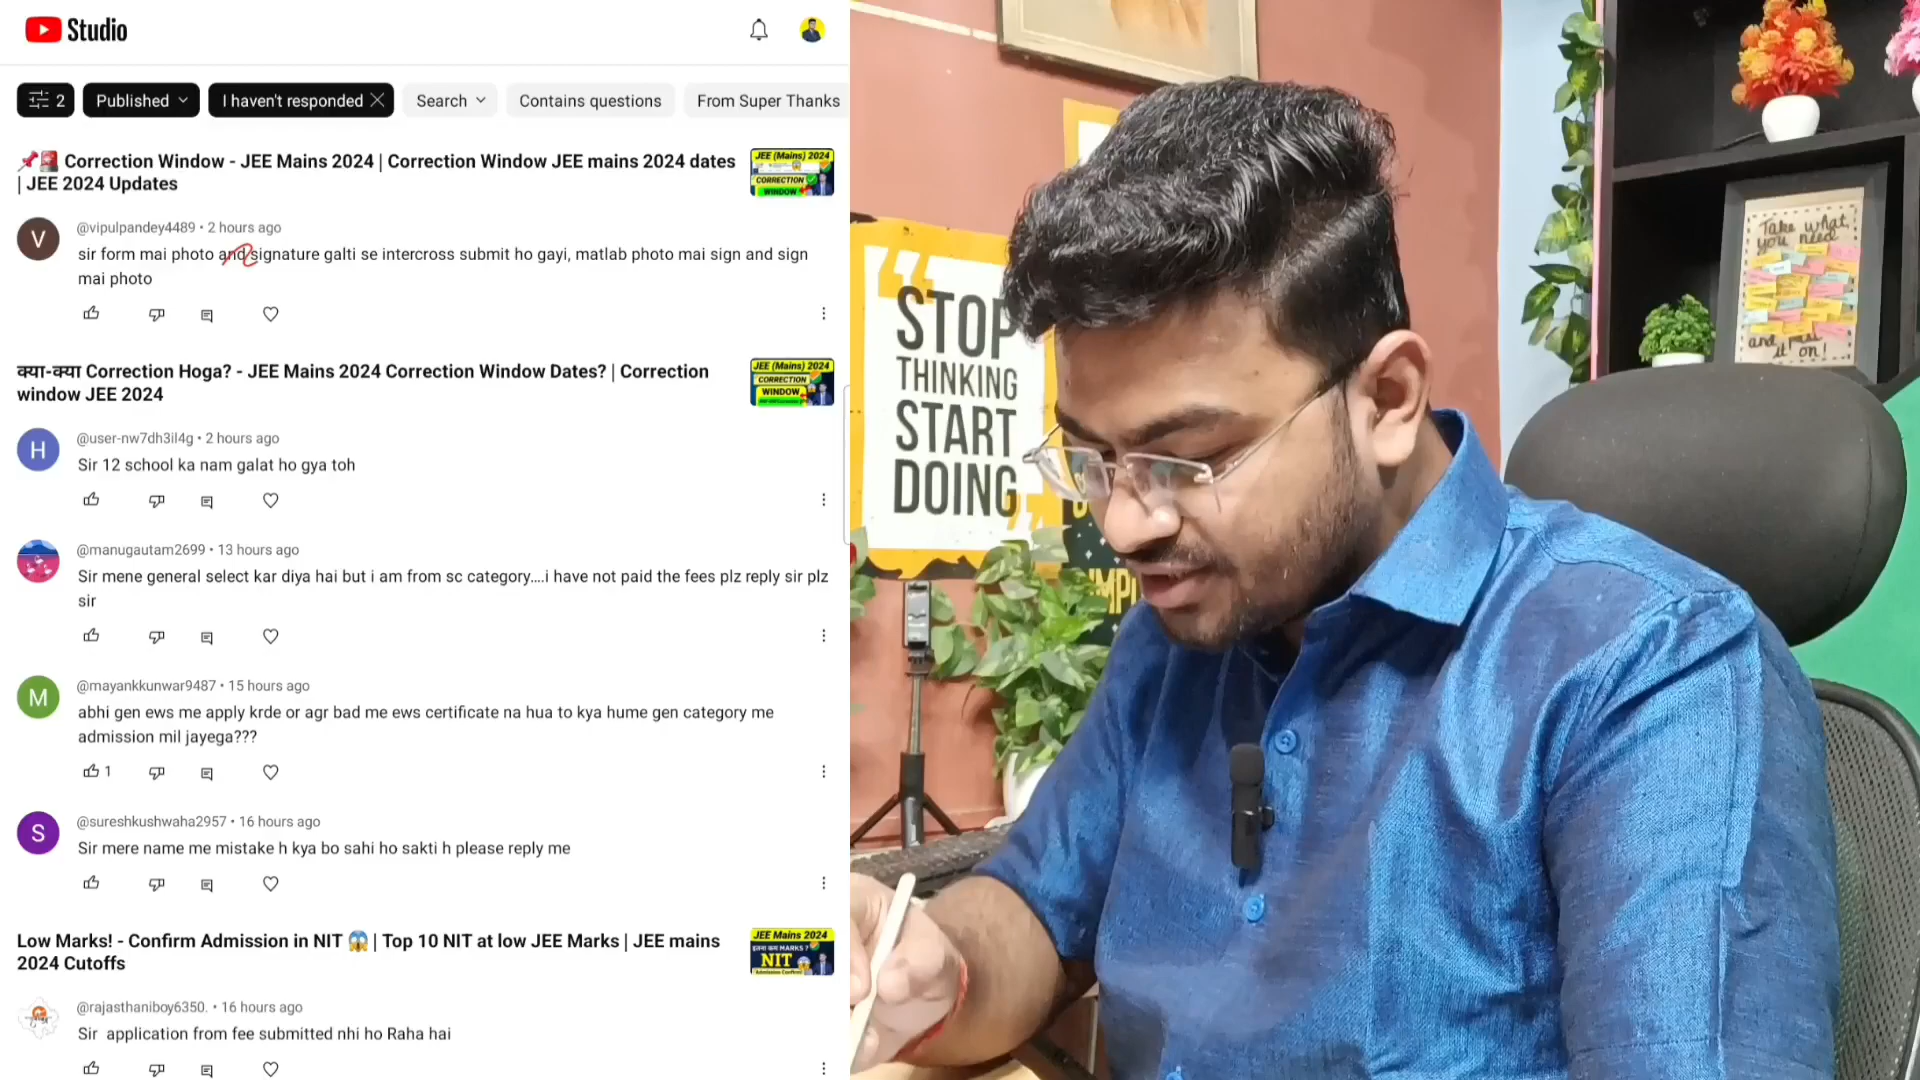 Studio
2
Published
I haven't responded
Search
Contains questions
From Super Thanks
📌🚨 Correction Window - JEE Mains 2024 | Correction Window JEE mains 2024 dates
| JEE 2024 Updates
JEE (Mains) 2024
CORRECTION
WINDOW
V
@vipulpandey4489 • 2 hours ago
sir form mai photo and signature galti se intercross submit ho gayi, matlab photo mai sign and sign
mai photo
क्या-क्या Correction Hoga? - JEE Mains 2024 Correction Window Dates? | Correction
window JEE 2024
JEE (Mains) 2024
CORRECTION
WINDOW
H
@user-nw7dh3il4g • 2 hours ago
Sir 12 school ka nam galat ho gya toh
@manugautam2699 • 13 hours ago
Sir mene general select kar diya hai but i am from sc category....i have not paid the fees plz reply sir plz
sir
M
@mayankkunwar9487 • 15 hours ago
abhi gen ews me apply krde or agr bad me ews certificate na hua to kya hume gen category me
admission mil jayega???
1
S
@sureshkushwaha2957 • 16 hours ago
Sir mere name me mistake h kya bo sahi ho sakti h please reply me
Low Marks! - Confirm Admission in NIT 😱 | Top 10 NIT at low JEE Marks | JEE mains
2024 Cutoffs
JEE Mains 2024
इतना कम MARKS ?
NIT
Admission Confirm
@rajasthaniboy6350. • 16 hours ago
Sir application from fee submitted nhi ho Raha hai
STOP
THINKING
START
DOING
IMP
Take what
you need
and
it on!